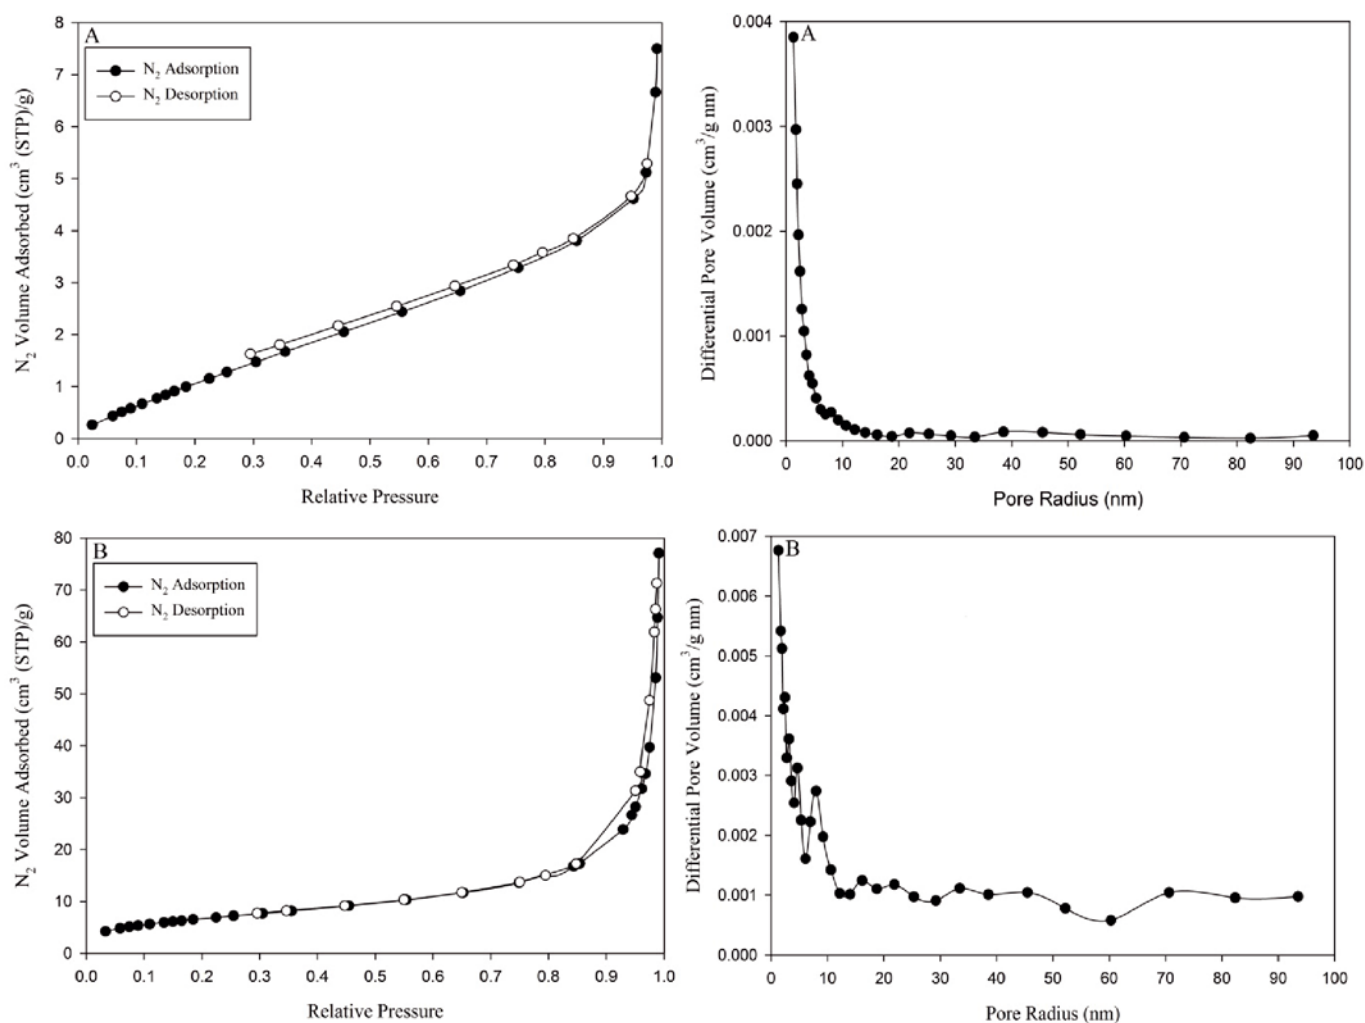 A
N2 Adsorption
N2 Desorption
N2 Volume Adsorbed (cm3 (STP)/g)
8
7
6
5
4
3
2
1
0
0.0 0.1 0.2 0.3 0.4 0.5 0.6 0.7 0.8 0.9 1.0
Relative Pressure
A
Differential Pore Volume (cm3/g nm)
0.004
0.003
0.002
0.001
0.000
0 10 20 30 40 50 60 70 80 90 100
Pore Radius (nm)
B
N2 Adsorption
N2 Desorption
N2 Volume Adsorbed (cm3 (STP)/g)
80
70
60
50
40
30
20
10
0
0.0 0.1 0.2 0.3 0.4 0.5 0.6 0.7 0.8 0.9 1.0
Relative Pressure
B
Differential Pore Volume (cm3/g nm)
0.007
0.006
0.005
0.004
0.003
0.002
0.001
0.000
0 10 20 30 40 50 60 70 80 90 100
Pore Radius (nm)